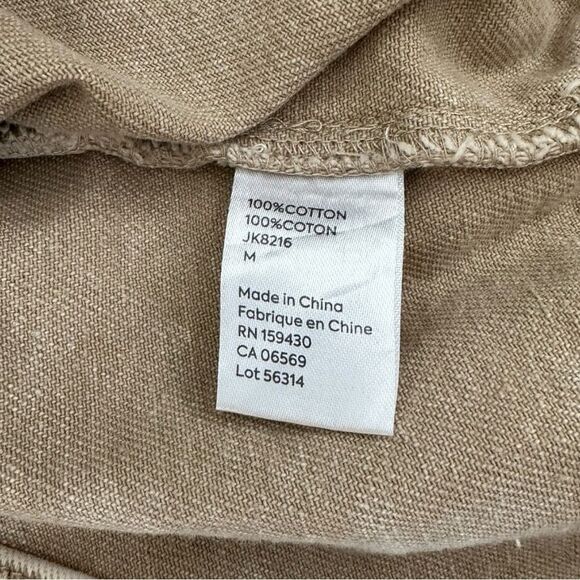 100%COTTON
100%COTON
JK8216
M
Made in China
Fabrique en Chine
RN 159430
CA 06569
Lot 56314